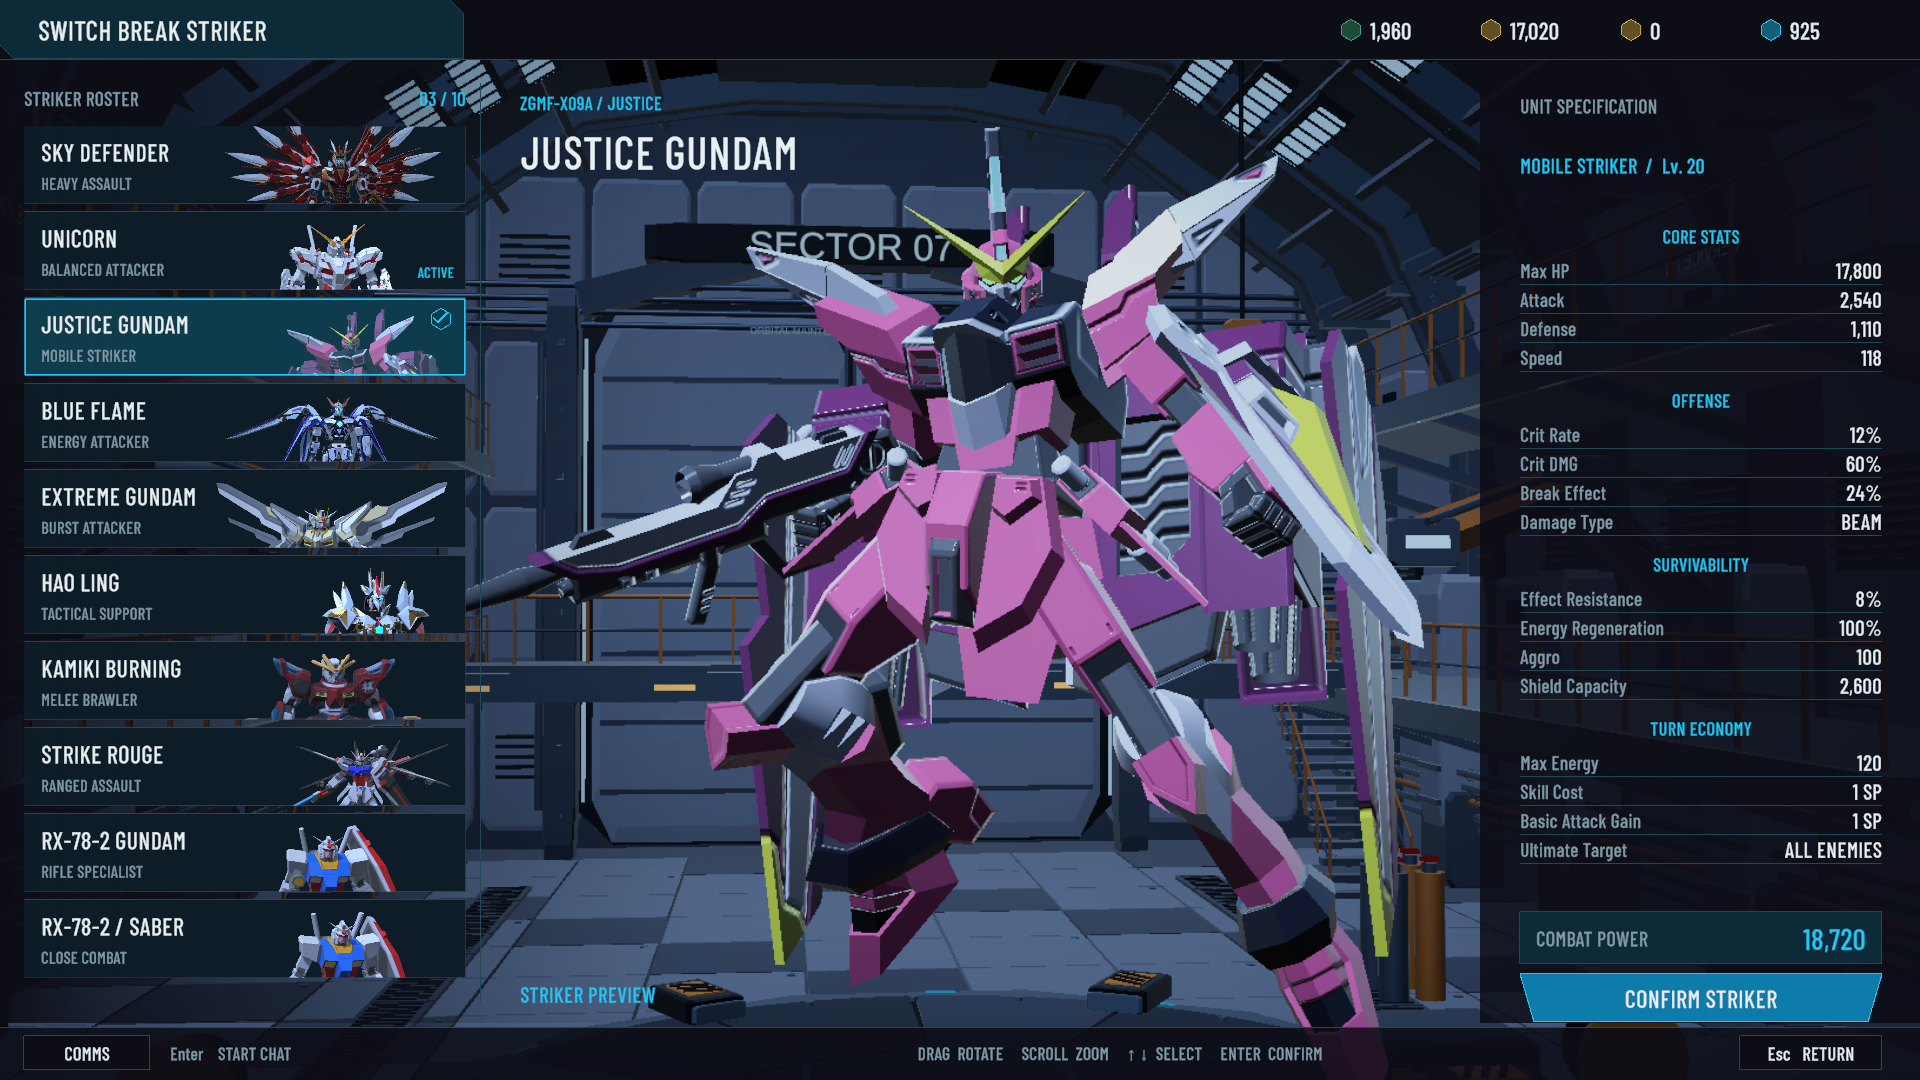 SWITCH BREAK STRIKER
1,960
17,020
0
925
STRIKER ROSTER
03 / 10
SKY DEFENDER
HEAVY ASSAULT
UNICORN
BALANCED ATTACKER
ACTIVE
JUSTICE GUNDAM
MOBILE STRIKER
BLUE FLAME
ENERGY ATTACKER
EXTREME GUNDAM
BURST ATTACKER
HAO LING
TACTICAL SUPPORT
KAMIKI BURNING
MELEE BRAWLER
STRIKE ROUGE
RANGED ASSAULT
RX-78-2 GUNDAM
RIFLE SPECIALIST
RX-78-2 / SABER
CLOSE COMBAT
ZGMF-X09A / JUSTICE
JUSTICE GUNDAM
SECTOR 07
STRIKER PREVIEW
UNIT SPECIFICATION
MOBILE STRIKER / Lv. 20
CORE STATS
Max HP 17,800
Attack 2,540
Defense 1,110
Speed 118
OFFENSE
Crit Rate 12%
Crit DMG 60%
Break Effect 24%
Damage Type BEAM
SURVIVABILITY
Effect Resistance 8%
Energy Regeneration 100%
Aggro 100
Shield Capacity 2,600
TURN ECONOMY
Max Energy 120
Skill Cost 1 SP
Basic Attack Gain 1 SP
Ultimate Target ALL ENEMIES
COMBAT POWER 18,720
CONFIRM STRIKER
COMMS
Enter START CHAT
DRAG ROTATE SCROLL ZOOM ↑↓ SELECT ENTER CONFIRM
Esc RETURN